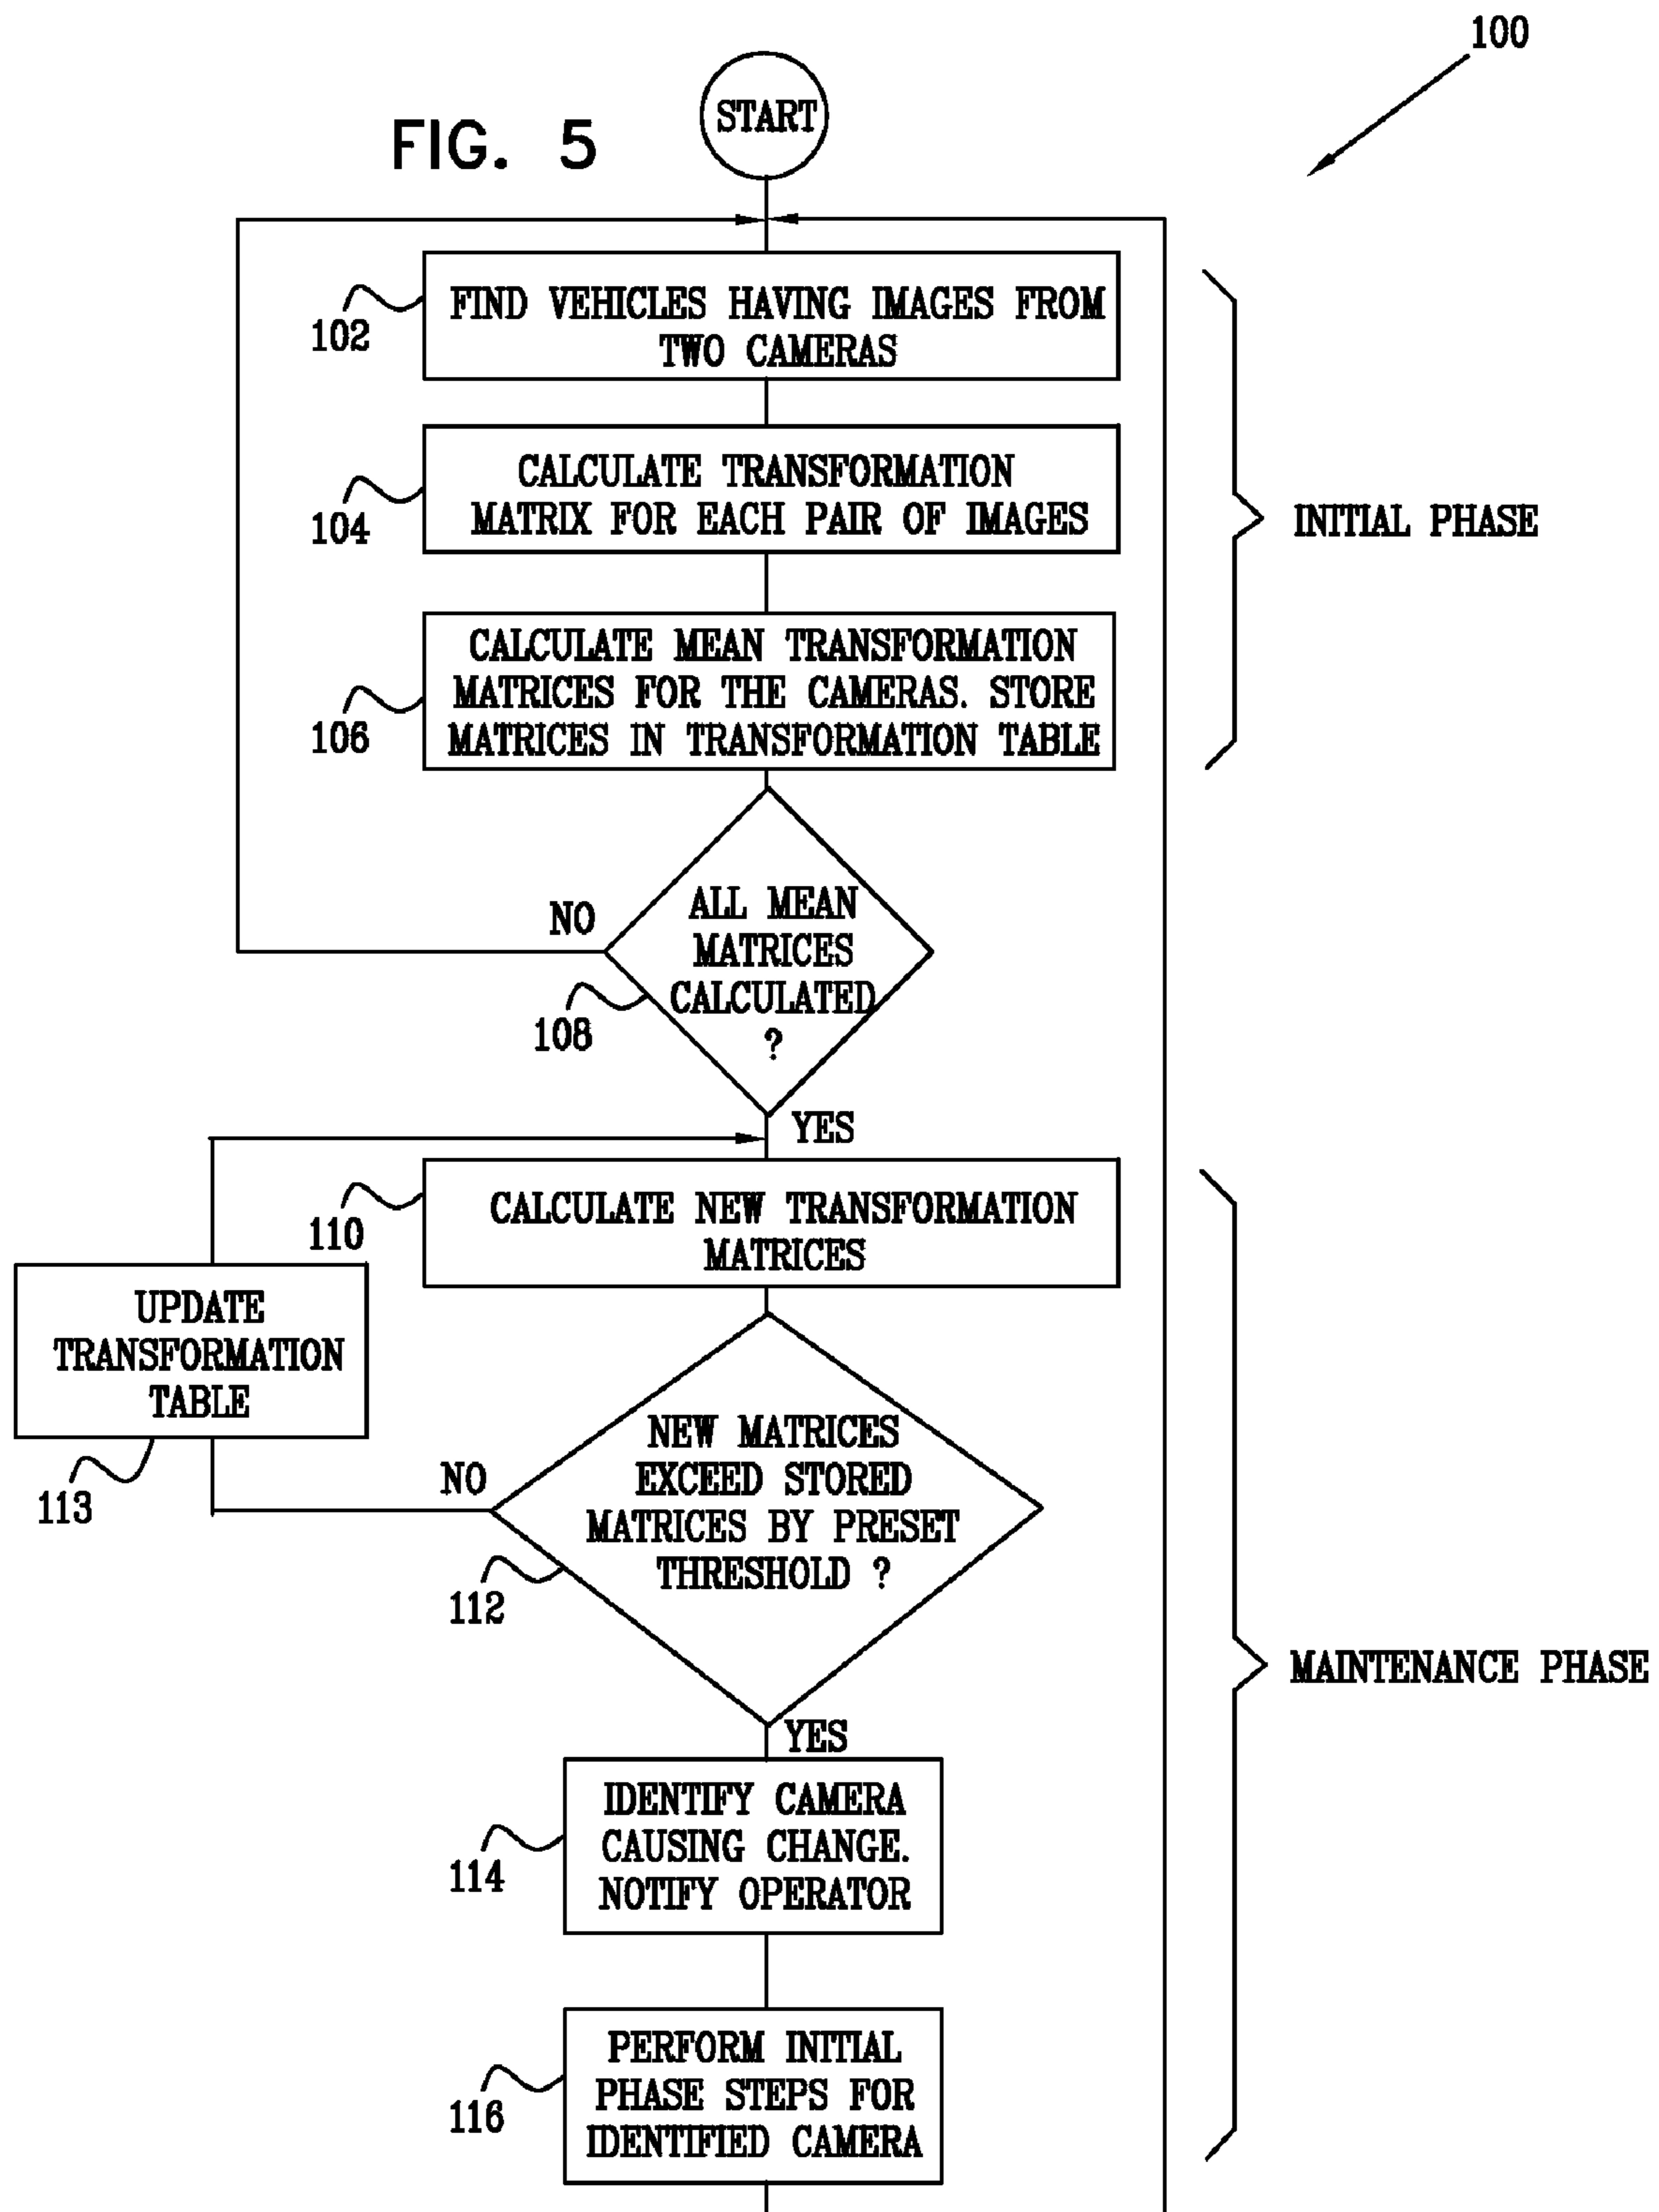 100
START
FIG. 5
FIND VEHICLES HAVING IMAGES FROM
TWO CAMERAS
102
CALCULATE TRANSFORMATION
MATRIX FOR EACH PAIR OF IMAGES
104
INITIAL PHASE
CALCULATE MEAN TRANSFORMATION
MATRICES FOR THE CAMERAS. STORE
MATRICES IN TRANSFORMATION TABLE
106
ALL MEAN
MATRICES
CALCULATED
?
NO
108
YES
CALCULATE NEW TRANSFORMATION
MATRICES
110
UPDATE
TRANSFORMATION
TABLE
113
NO
NEW MATRICES
EXCEED STORED
MATRICES BY PRESET
THRESHOLD ?
112
MAINTENANCE PHASE
YES
IDENTIFY CAMERA
CAUSING CHANGE.
NOTIFY OPERATOR
114
PERFORM INITIAL
PHASE STEPS FOR
IDENTIFIED CAMERA
116